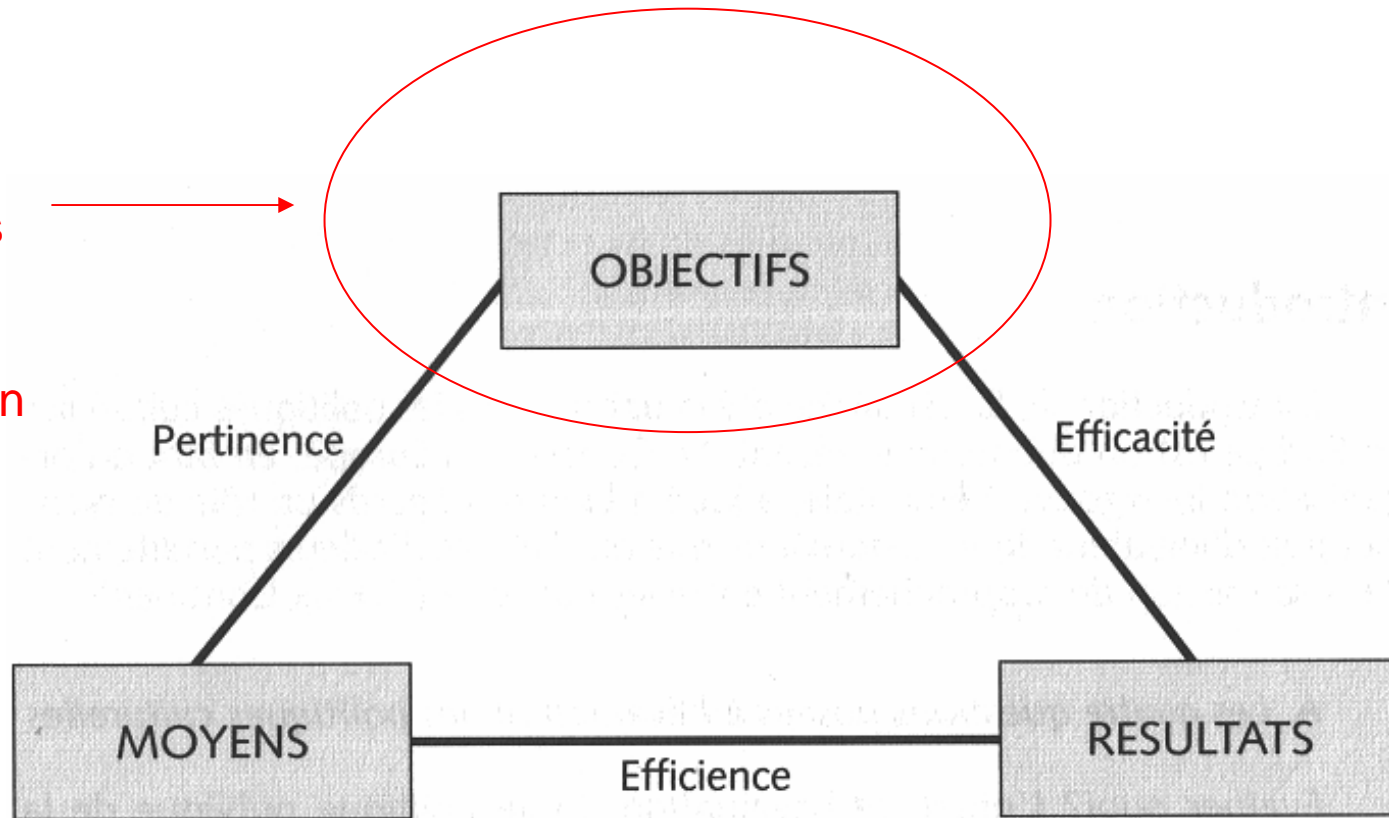 s
OBJECTIFS
n
Pertinence
Efficacité
MOYENS
RESULTATS
Efficience